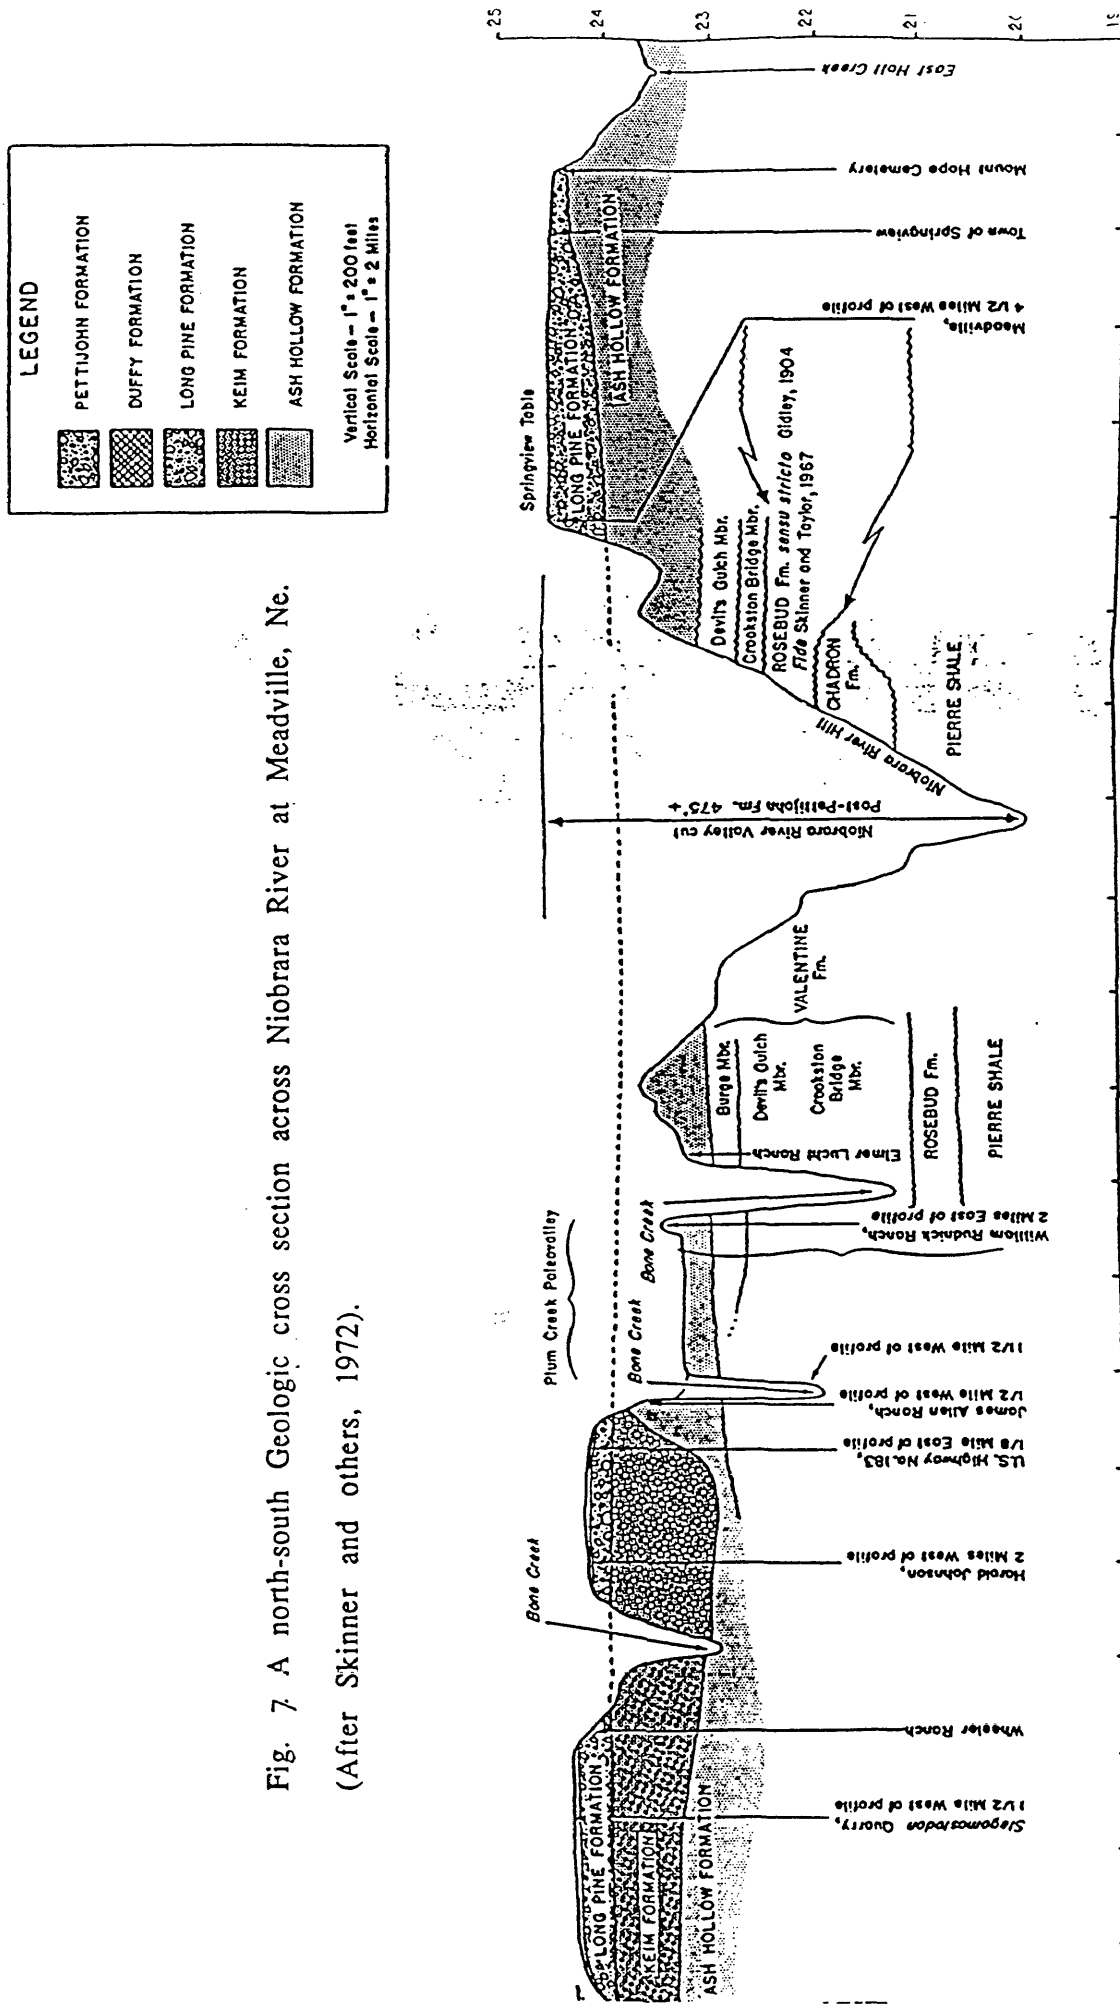 Fig. 7. A north-south Geologic cross section across Niobrara River at Meadville, Ne.
(After Skinner and others, 1972).
LEGEND
PETTIJOHN FORMATION
DUFFY FORMATION
LONG PINE FORMATION
KEIM FORMATION
ASH HOLLOW FORMATION
Vertical Scale – 1" = 200 feet
Horizontal Scale – 1" = 2 Miles
25
24
23
22
21
LONG PINE FORMATION
KEIM FORMATION
ASH HOLLOW FORMATION
Stegomastodon Quarry,
1 1/2 Mile West of profile
Wheeler Ranch
Bone Creek
Harold Johnson,
2 Miles West of profile
U.S. Highway No. 183,
1/8 Mile East of profile
James Allan Ranch,
1/2 Mile West of profile
1 1/2 Mile West of profile
Plum Creek Paleovalley
Bone Creek
Bone Creek
William Rudnick Ranch,
2 Miles East of profile
Elmer Lucht Ranch
Burge Mbr.
Devil's Gulch
Mbr.
Crookston
Bridge
Mbr.
VALENTINE
Fm.
ROSEBUD Fm.
PIERRE SHALE
Niobrara River Valley cut
Post-Pettijohn Fm. 475'+
Niobrara River Hill
PIERRE SHALE
CHADRON
Fm.
Devil's Gulch Mbr.
Crookston Bridge Mbr.
ROSEBUD Fm. sensu stricto Gidley, 1904
Fide Skinner and Taylor, 1967
Springview Table
LONG PINE FORMATION
ASH HOLLOW FORMATION
Meadville,
4 1/2 Miles West of profile
Town of Springview
Mount Hope Cemetery
East Holt Creek